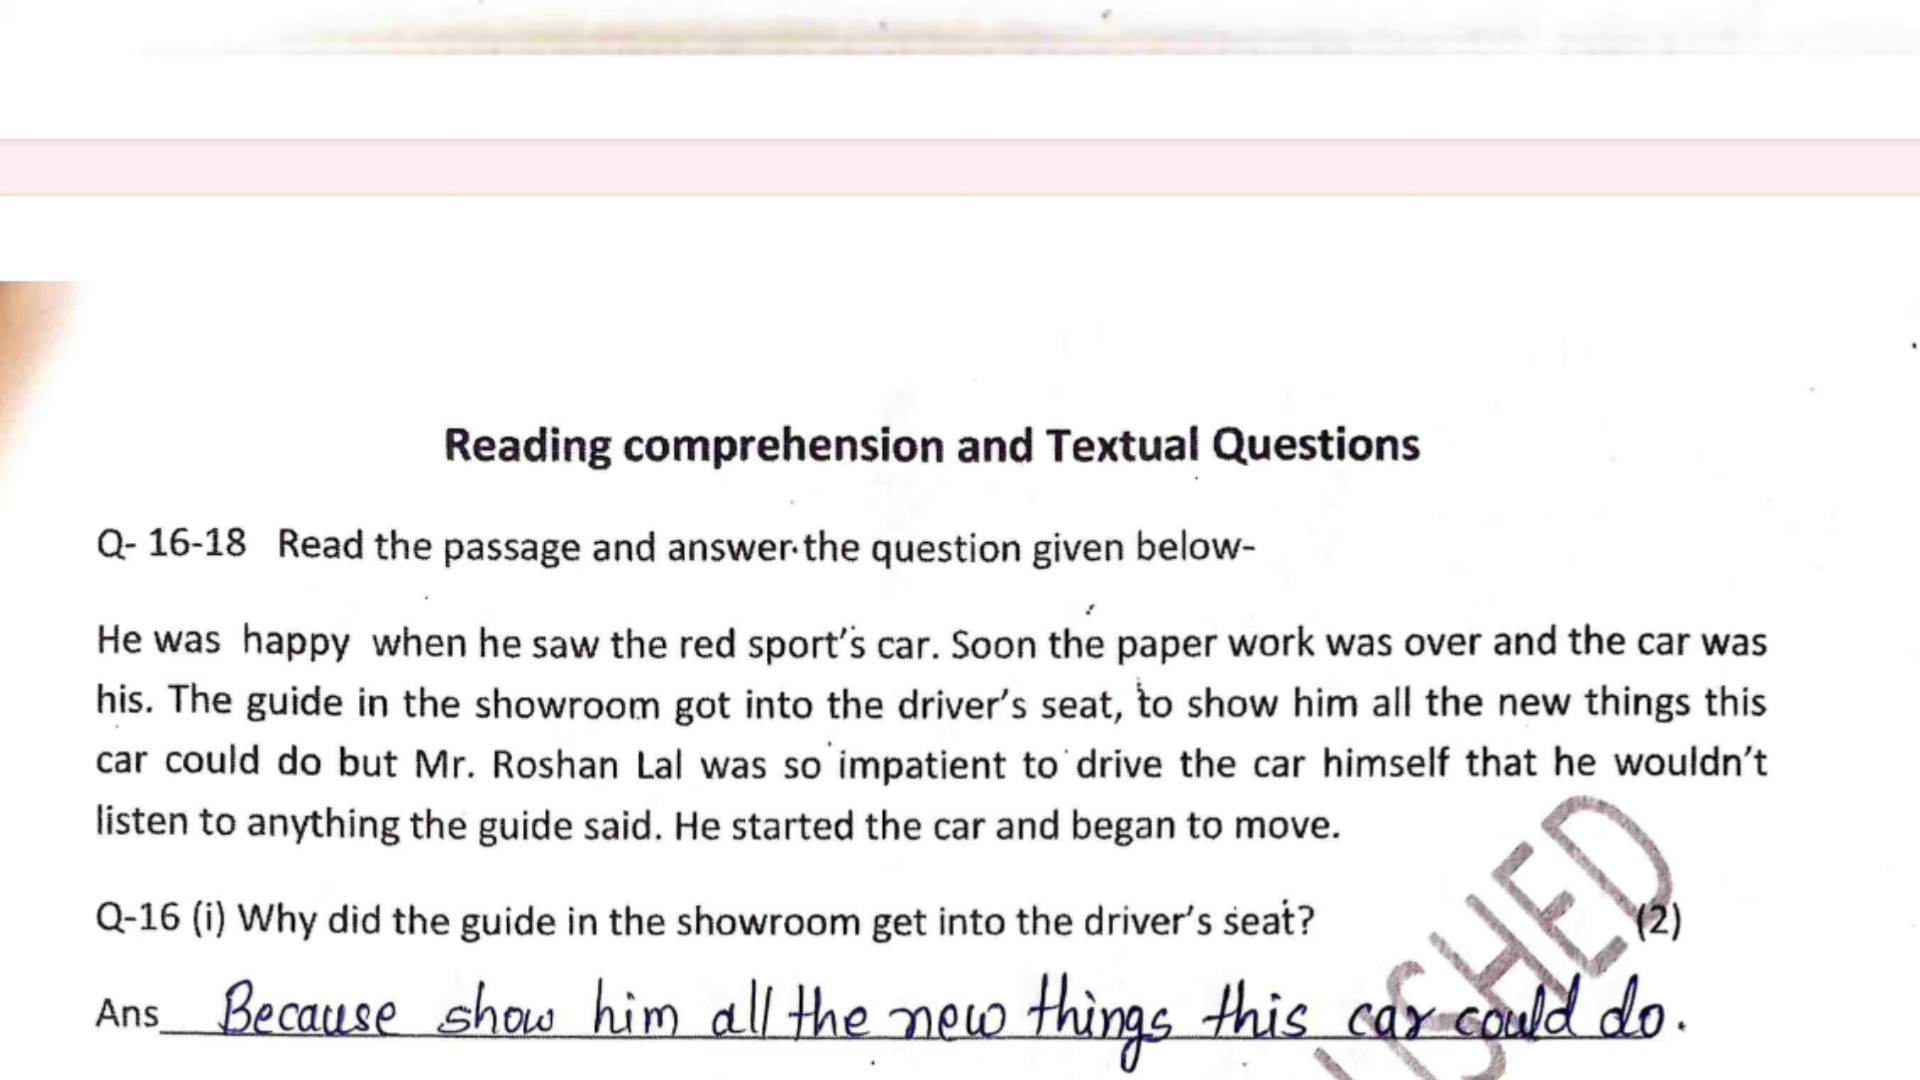 Reading comprehension and Textual Questions
Q- 16-18 Read the passage and answer the question given below-
He was happy when he saw the red sport's car. Soon the paper work was over and the car was
his. The guide in the showroom got into the driver's seat, to show him all the new things this
car could do but Mr. Roshan Lal was so impatient to drive the car himself that he wouldn't
listen to anything the guide said. He started the car and began to move.
Q-16 (i) Why did the guide in the showroom get into the driver's seat? (2)
Ans Because show him all the new things this car could do.